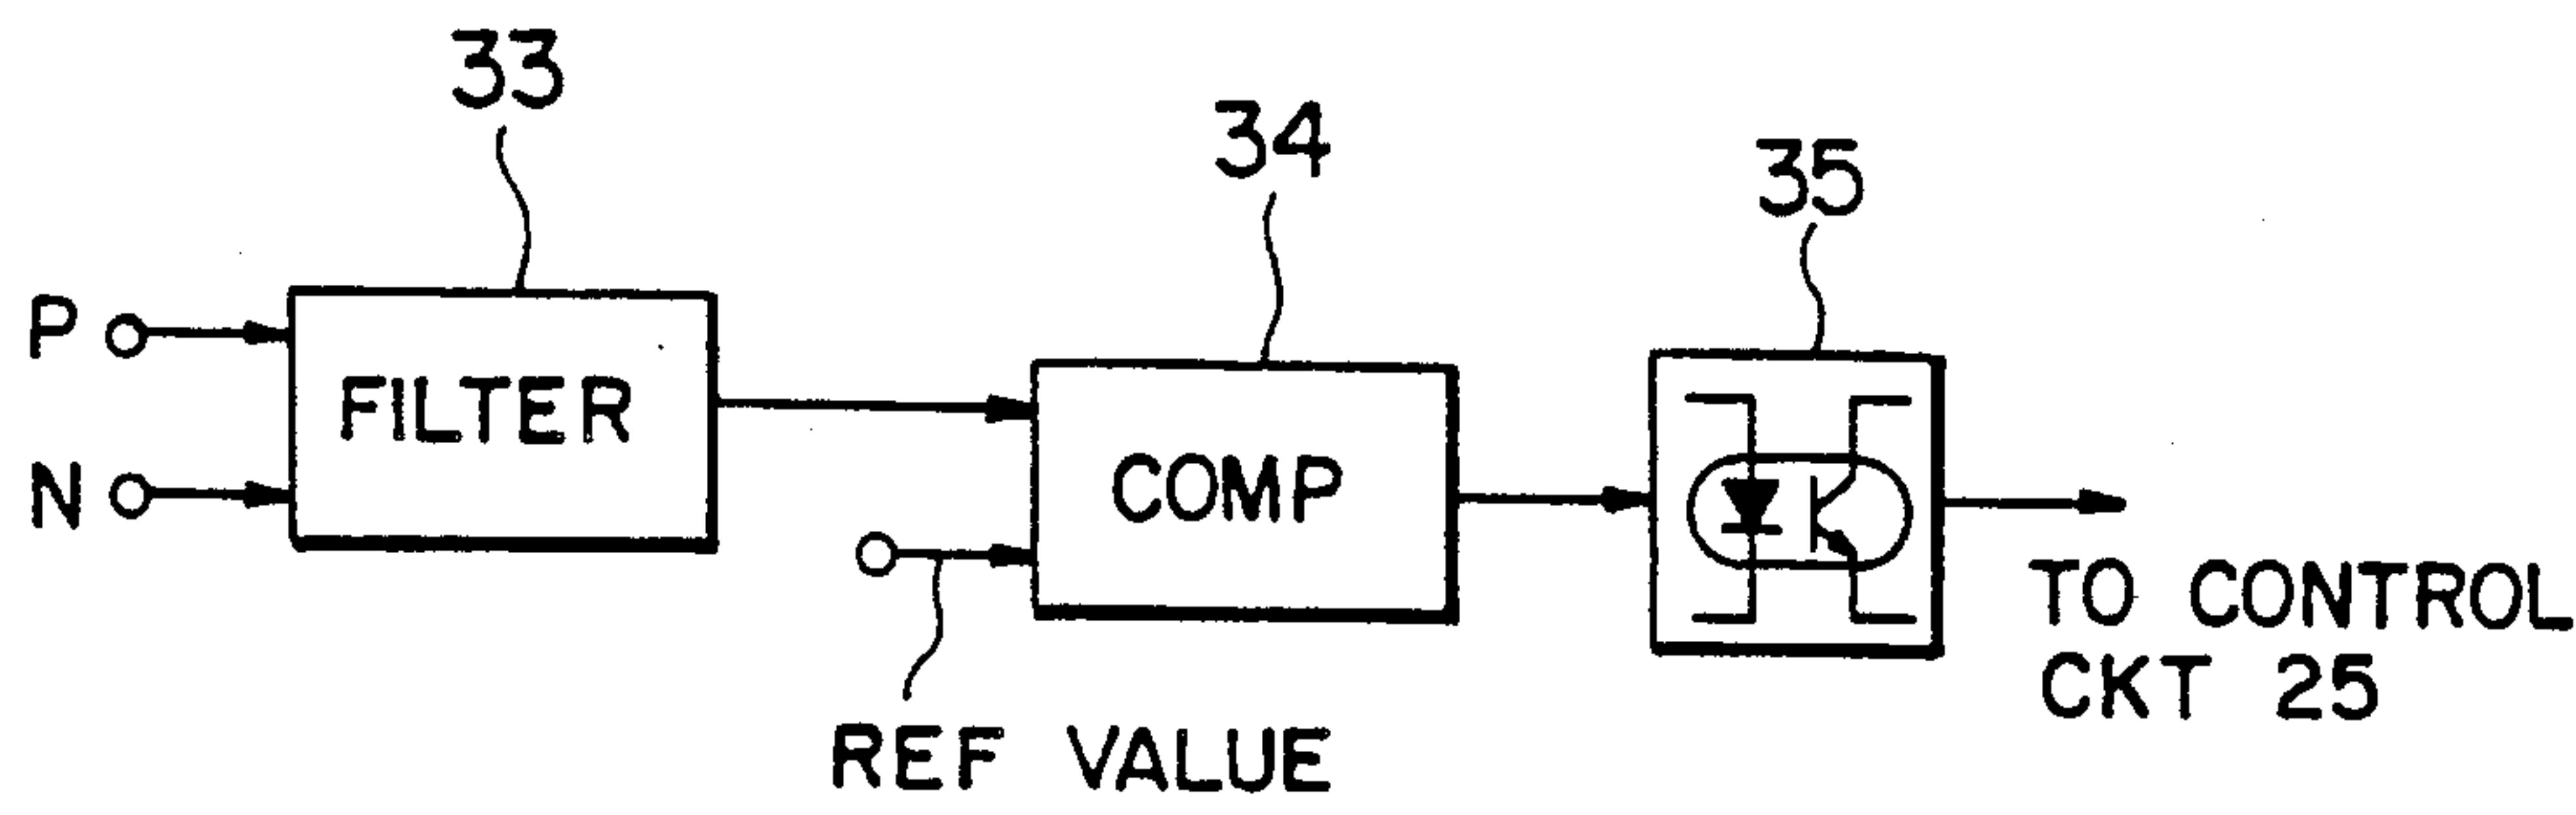 33
34
35
P
FILTER
N
COMP
REF VALUE
TO CONTROL
CKT 25